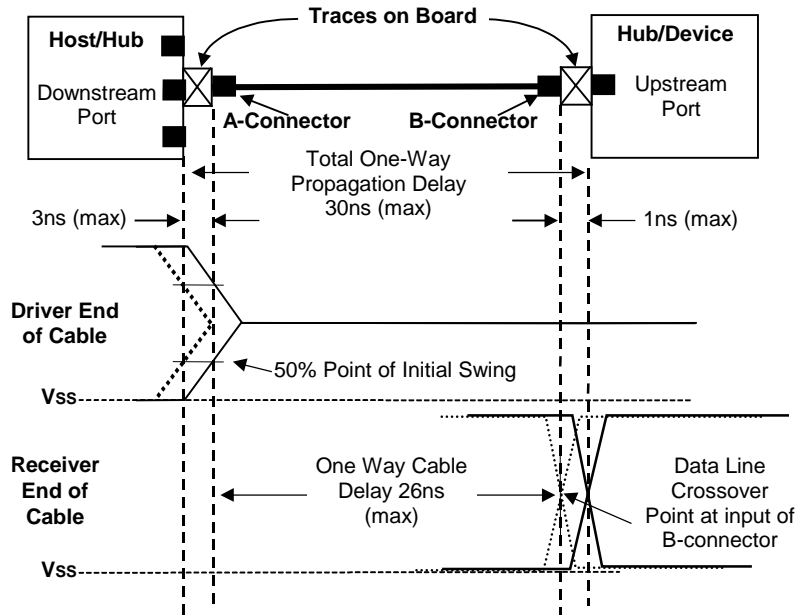 Traces on Board
Host/Hub
Downstream
Port
Hub/Device
Upstream
Port
A-Connector
B-Connector
Total One-Way
Propagation Delay
30ns (max)
3ns (max)
1ns (max)
Driver End
of Cable
50% Point of Initial Swing
VSS
Receiver
End of
Cable
One Way Cable
Delay 26ns
(max)
Data Line
Crossover
Point at input of
B-connector
VSS